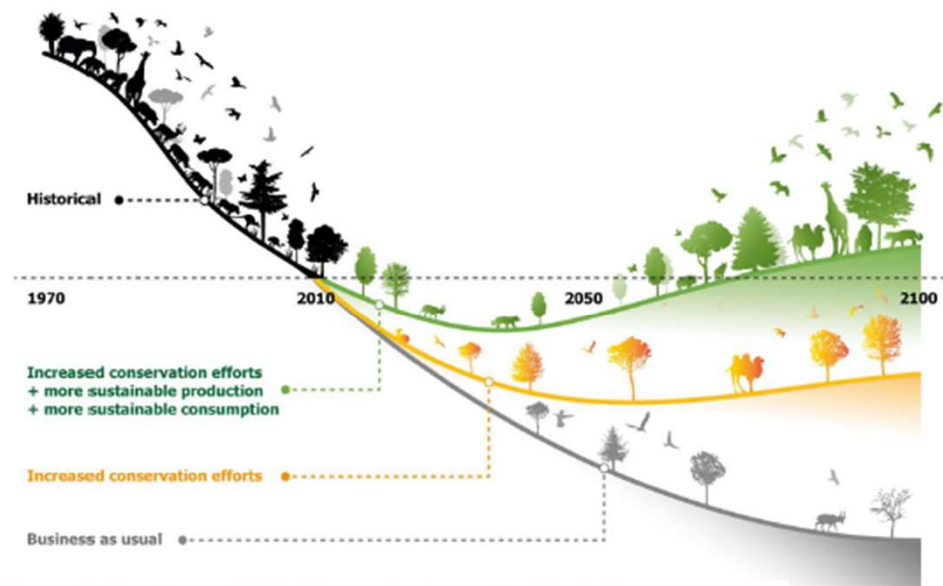 Historical
1970
2010
2050
2100
Increased conservation efforts
+ more sustainable production
+ more sustainable consumption
Increased conservation efforts
Business as usual